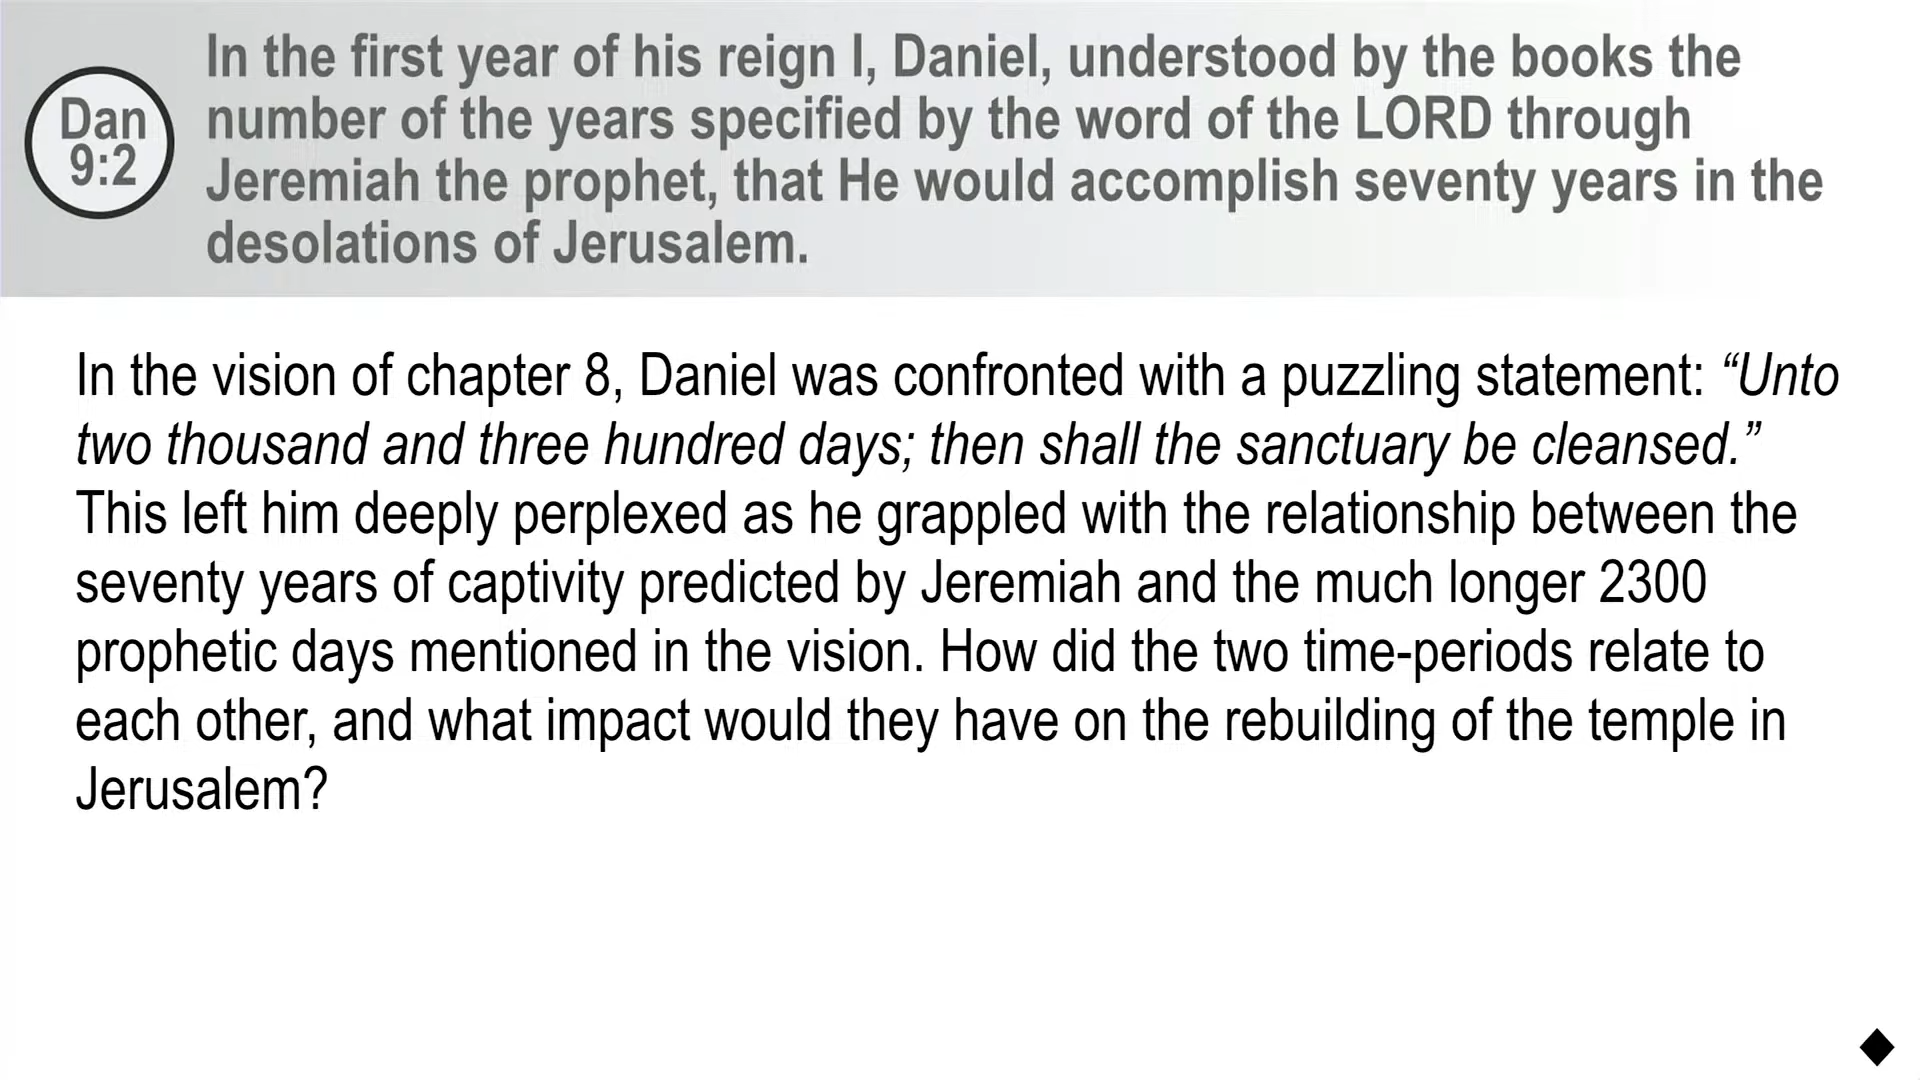 Dan
9:2
In the first year of his reign I, Daniel, understood by the books the
number of the years specified by the word of the LORD through
Jeremiah the prophet, that He would accomplish seventy years in the
desolations of Jerusalem.
In the vision of chapter 8, Daniel was confronted with a puzzling statement: “Unto
two thousand and three hundred days; then shall the sanctuary be cleansed.”
This left him deeply perplexed as he grappled with the relationship between the
seventy years of captivity predicted by Jeremiah and the much longer 2300
prophetic days mentioned in the vision. How did the two time-periods relate to
each other, and what impact would they have on the rebuilding of the temple in
Jerusalem?